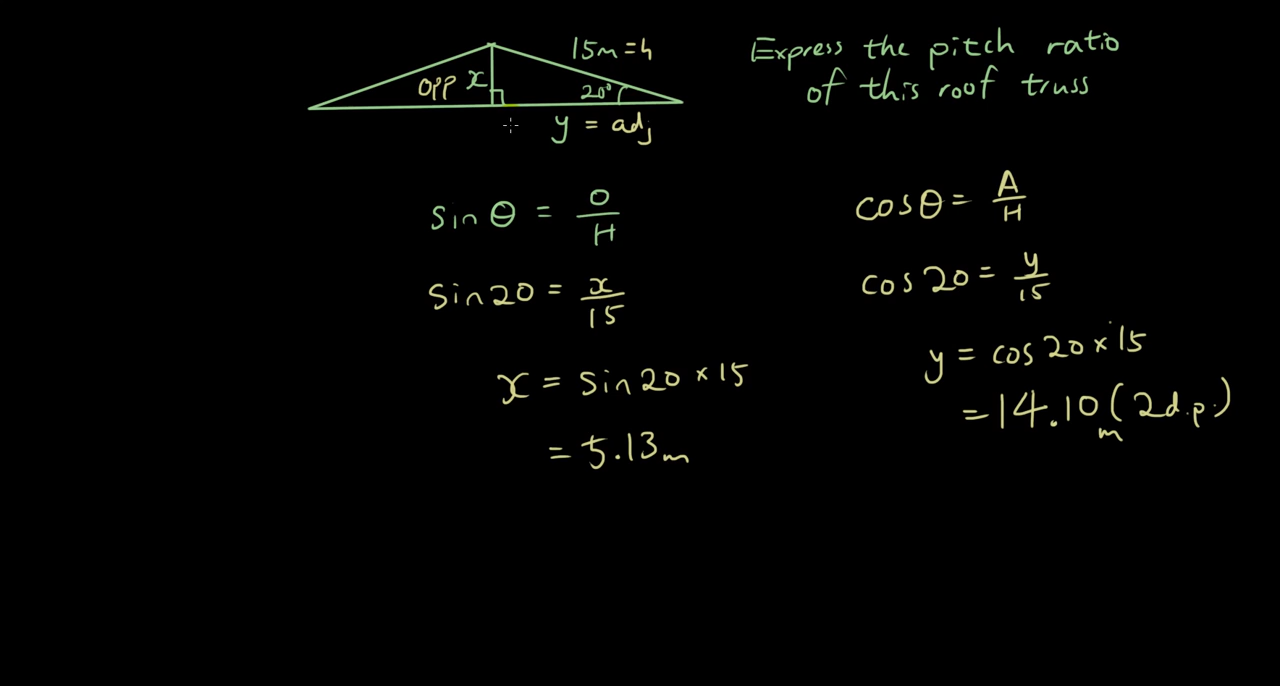 15m = h
opp x
20°
y = adj
Express the pitch ratio
of this roof truss
sin θ = O/H
sin 20 = x/15
x = sin 20 × 15
= 5.13m
cos θ = A/H
cos 20 = y/15
y = cos 20 × 15
= 14.10 m (2d.p.)